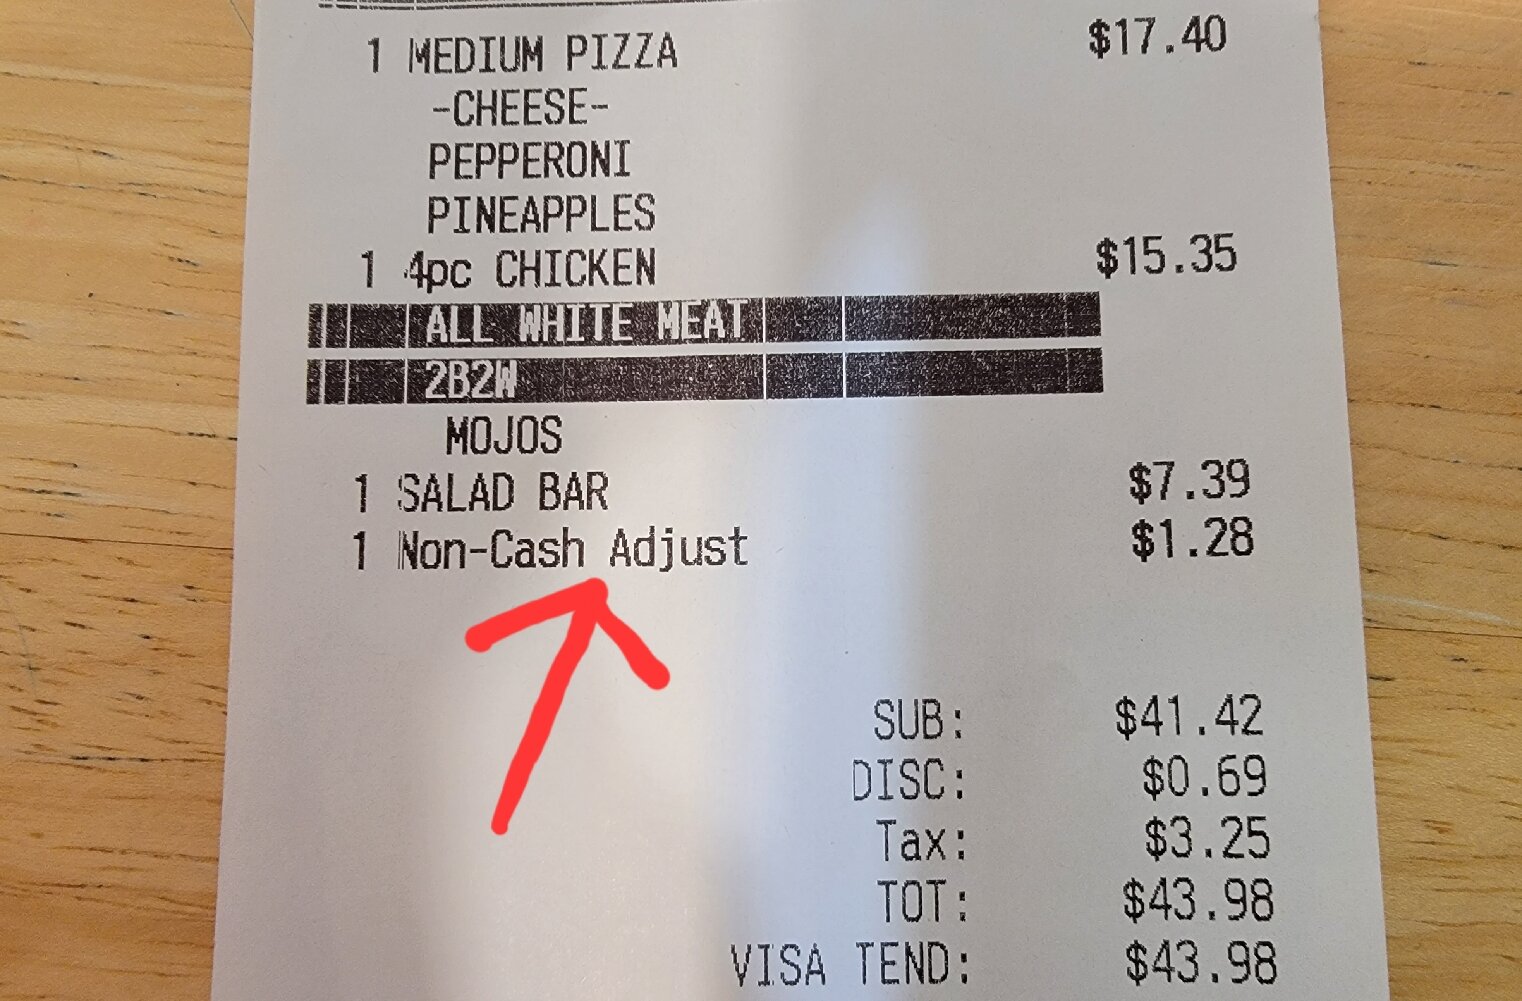 1 MEDIUM PIZZA $17.40
-CHEESE-
PEPPERONI
PINEAPPLES
1 4pc CHICKEN $15.35
ALL WHITE MEAT
2B2W
MOJOS
1 SALAD BAR $7.39
1 Non-Cash Adjust $1.28
SUB: $41.42
DISC: $0.69
Tax: $3.25
TOT: $43.98
VISA TEND: $43.98